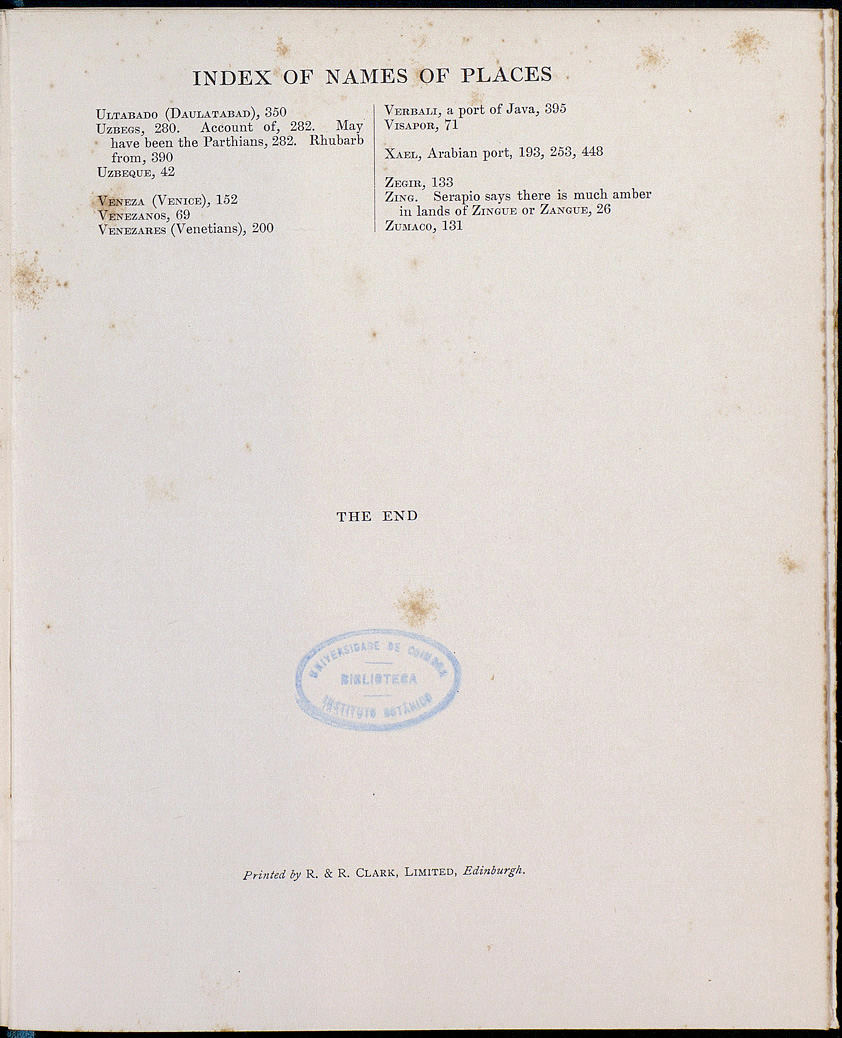 INDEX OF NAMES OF PLACES
ULTABADO (DAULATABAD), 350
UZBEGS, 280. Account of, 282. May
have been the Parthians, 282. Rhubarb
from, 390
UZBEQUE, 42
VENEZA (VENICE), 152
VENEZANOS, 69
VENEZARES (Venetians), 200
VERBALI, a port of Java, 395
VISAPOR, 71
XAEL, Arabian port, 193, 253, 448
ZEGIR, 133
ZING. Serapio says there is much amber
in lands of ZINGUE or ZANGUE, 26
ZUMACO, 131
THE END
UNIVERSIDADE DE COIMBRA
BIBLIOTECA
INSTITUTO BOTÂNICO
Printed by R. & R. CLARK, LIMITED, Edinburgh.